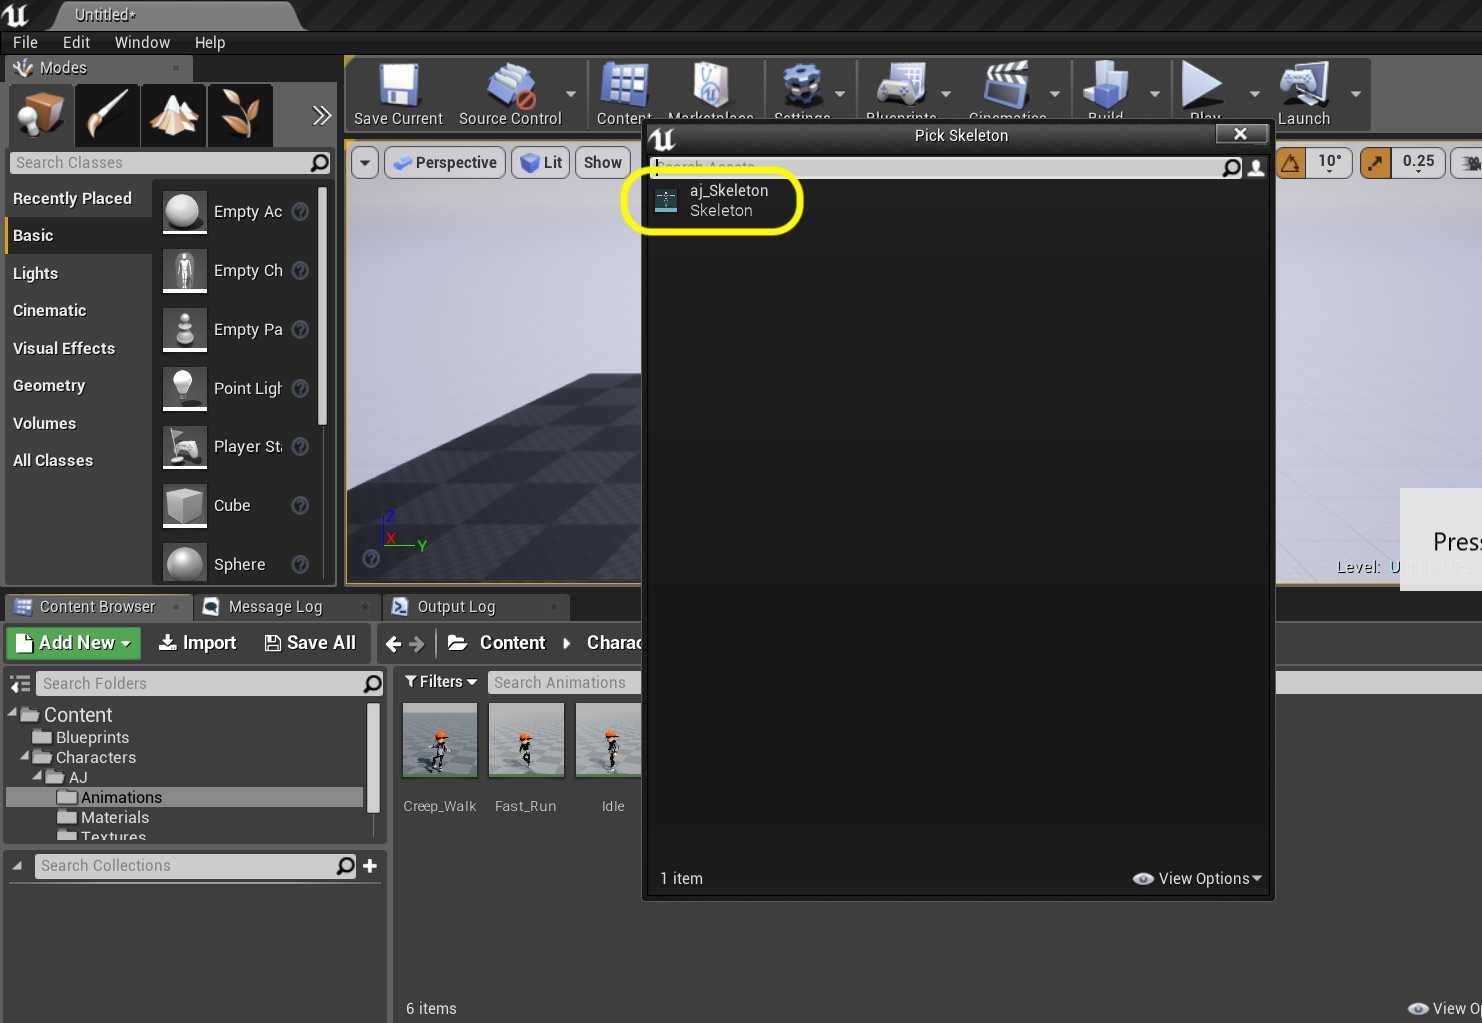 Untitled*
File Edit Window Help
Modes
Save Current Source Control Content Marketplace Settings Blueprints Cinematics Build Play Launch
Pick Skeleton
Search Classes
Perspective Lit Show
Search Assets
10° 0.25
Recently Placed
Basic
Lights
Cinematic
Visual Effects
Geometry
Volumes
All Classes
Empty Ac
Empty Ch
Empty Pa
Point Ligh
Player Sta
Cube
Sphere
aj_Skeleton
Skeleton
Z
X
Y
Press
Level:
Content Browser Message Log Output Log
Add New Import Save All Content Charac
Search Folders
Filters Search Animations
Content
Blueprints
Characters
AJ
Animations
Materials
Textures
Creep_Walk Fast_Run Idle
Search Collections
1 item View Options
6 items View O